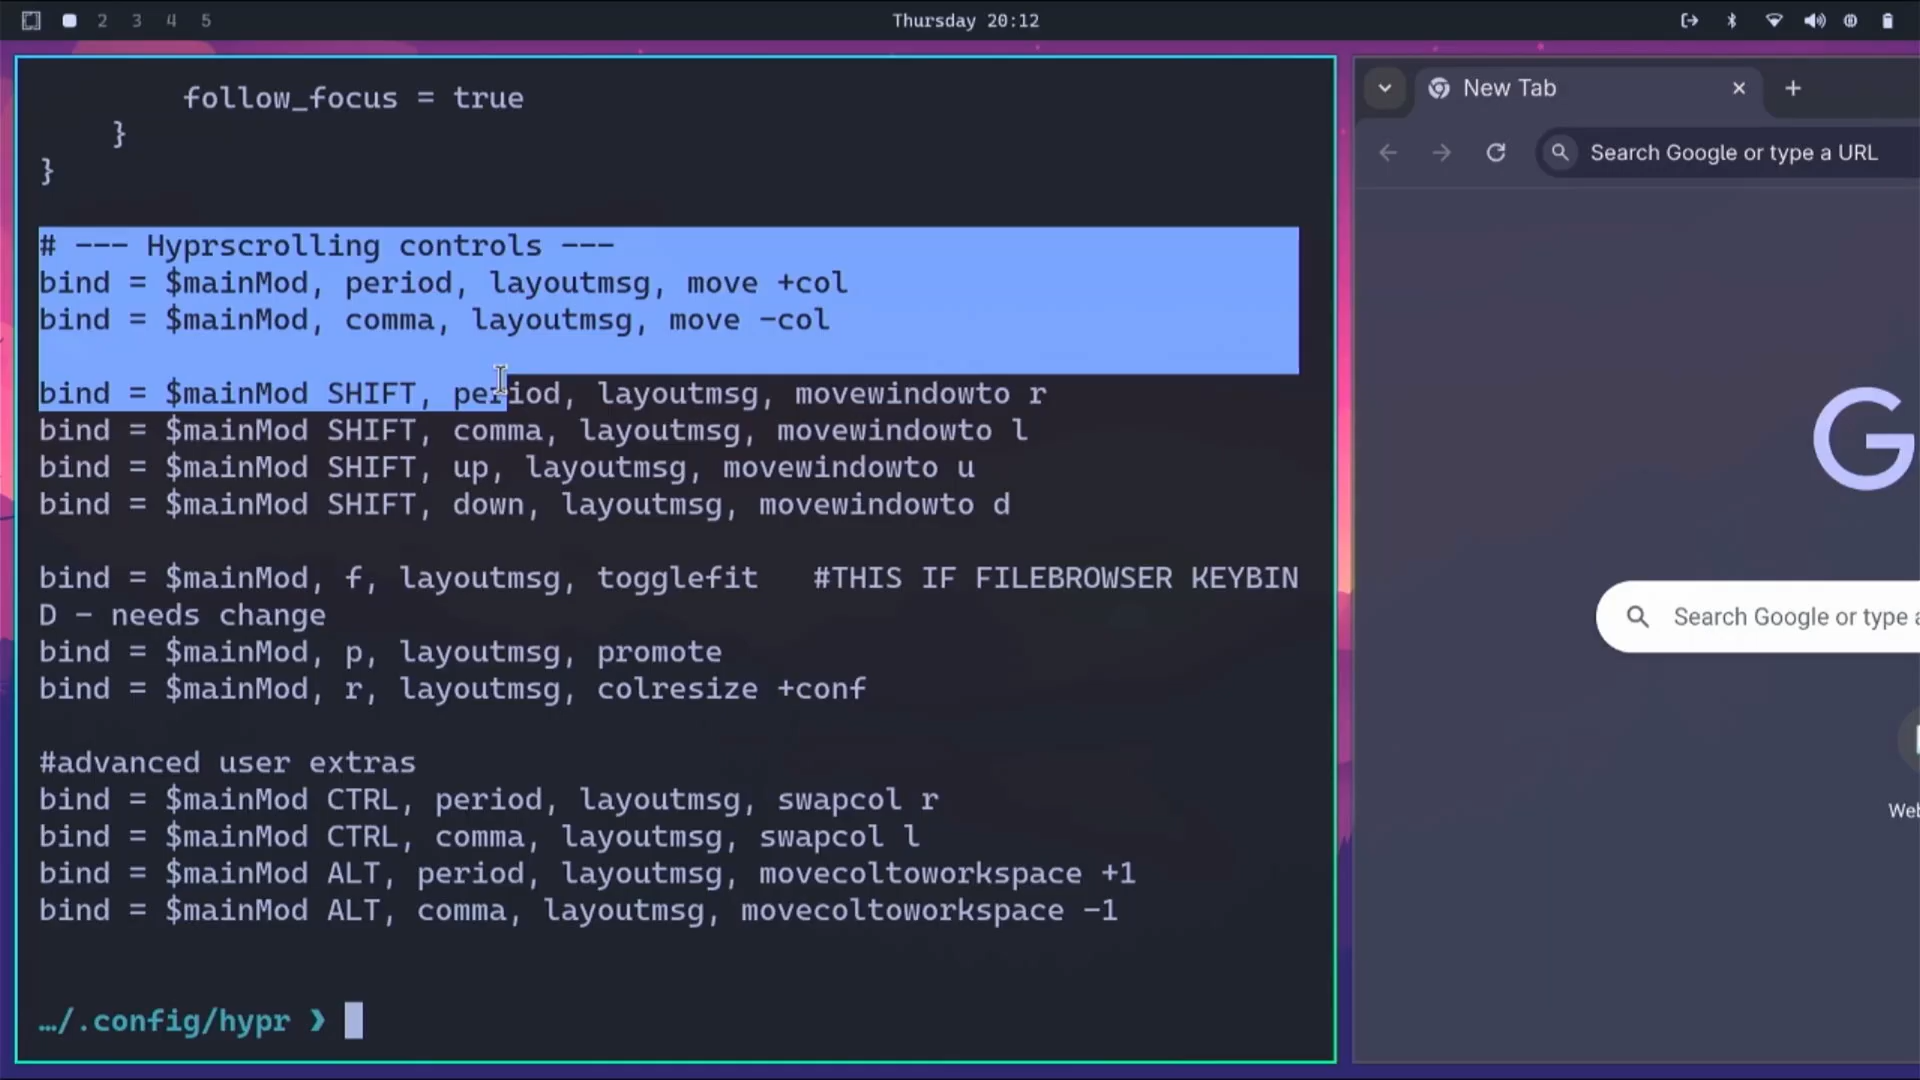 2 3 4 5
Thursday 20:12
follow_focus = true
}
}
# --- Hyprscrolling controls ---
bind = $mainMod, period, layoutmsg, move +col
bind = $mainMod, comma, layoutmsg, move -col
bind = $mainMod SHIFT, period, layoutmsg, movewindowto r
bind = $mainMod SHIFT, comma, layoutmsg, movewindowto l
bind = $mainMod SHIFT, up, layoutmsg, movewindowto u
bind = $mainMod SHIFT, down, layoutmsg, movewindowto d
bind = $mainMod, f, layoutmsg, togglefit   #THIS IF FILEBROWSER KEYBIN
D - needs change
bind = $mainMod, p, layoutmsg, promote
bind = $mainMod, r, layoutmsg, colresize +conf
#advanced user extras
bind = $mainMod CTRL, period, layoutmsg, swapcol r
bind = $mainMod CTRL, comma, layoutmsg, swapcol l
bind = $mainMod ALT, period, layoutmsg, movecoltoworkspace +1
bind = $mainMod ALT, comma, layoutmsg, movecoltoworkspace -1
…/.config/hypr ❯
New Tab
Search Google or type a URL
G
Search Google or type a
Web